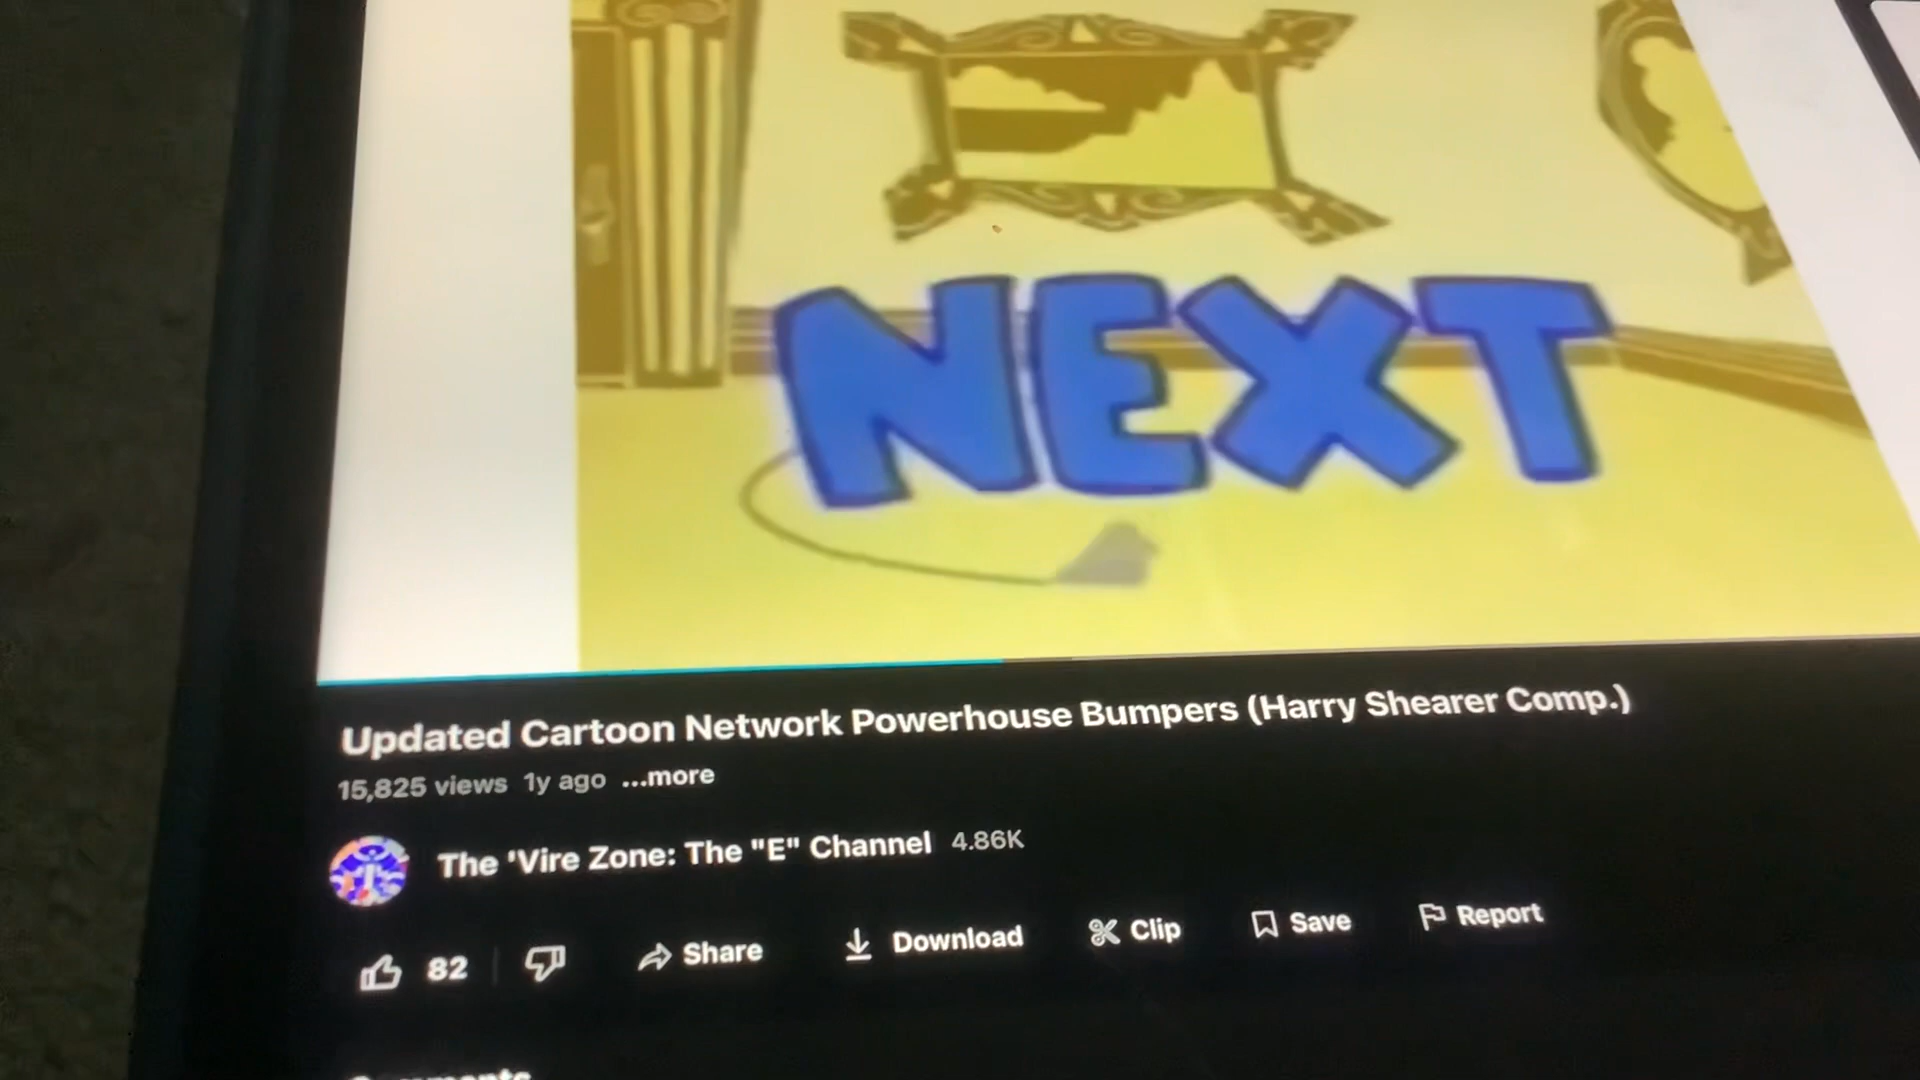 NEXT
Updated Cartoon Network Powerhouse Bumpers (Harry Shearer Comp.)
15,825 views 1y ago ...more
The 'Vire Zone: The "E" Channel 4.86K
82 Share Download Clip Save Report